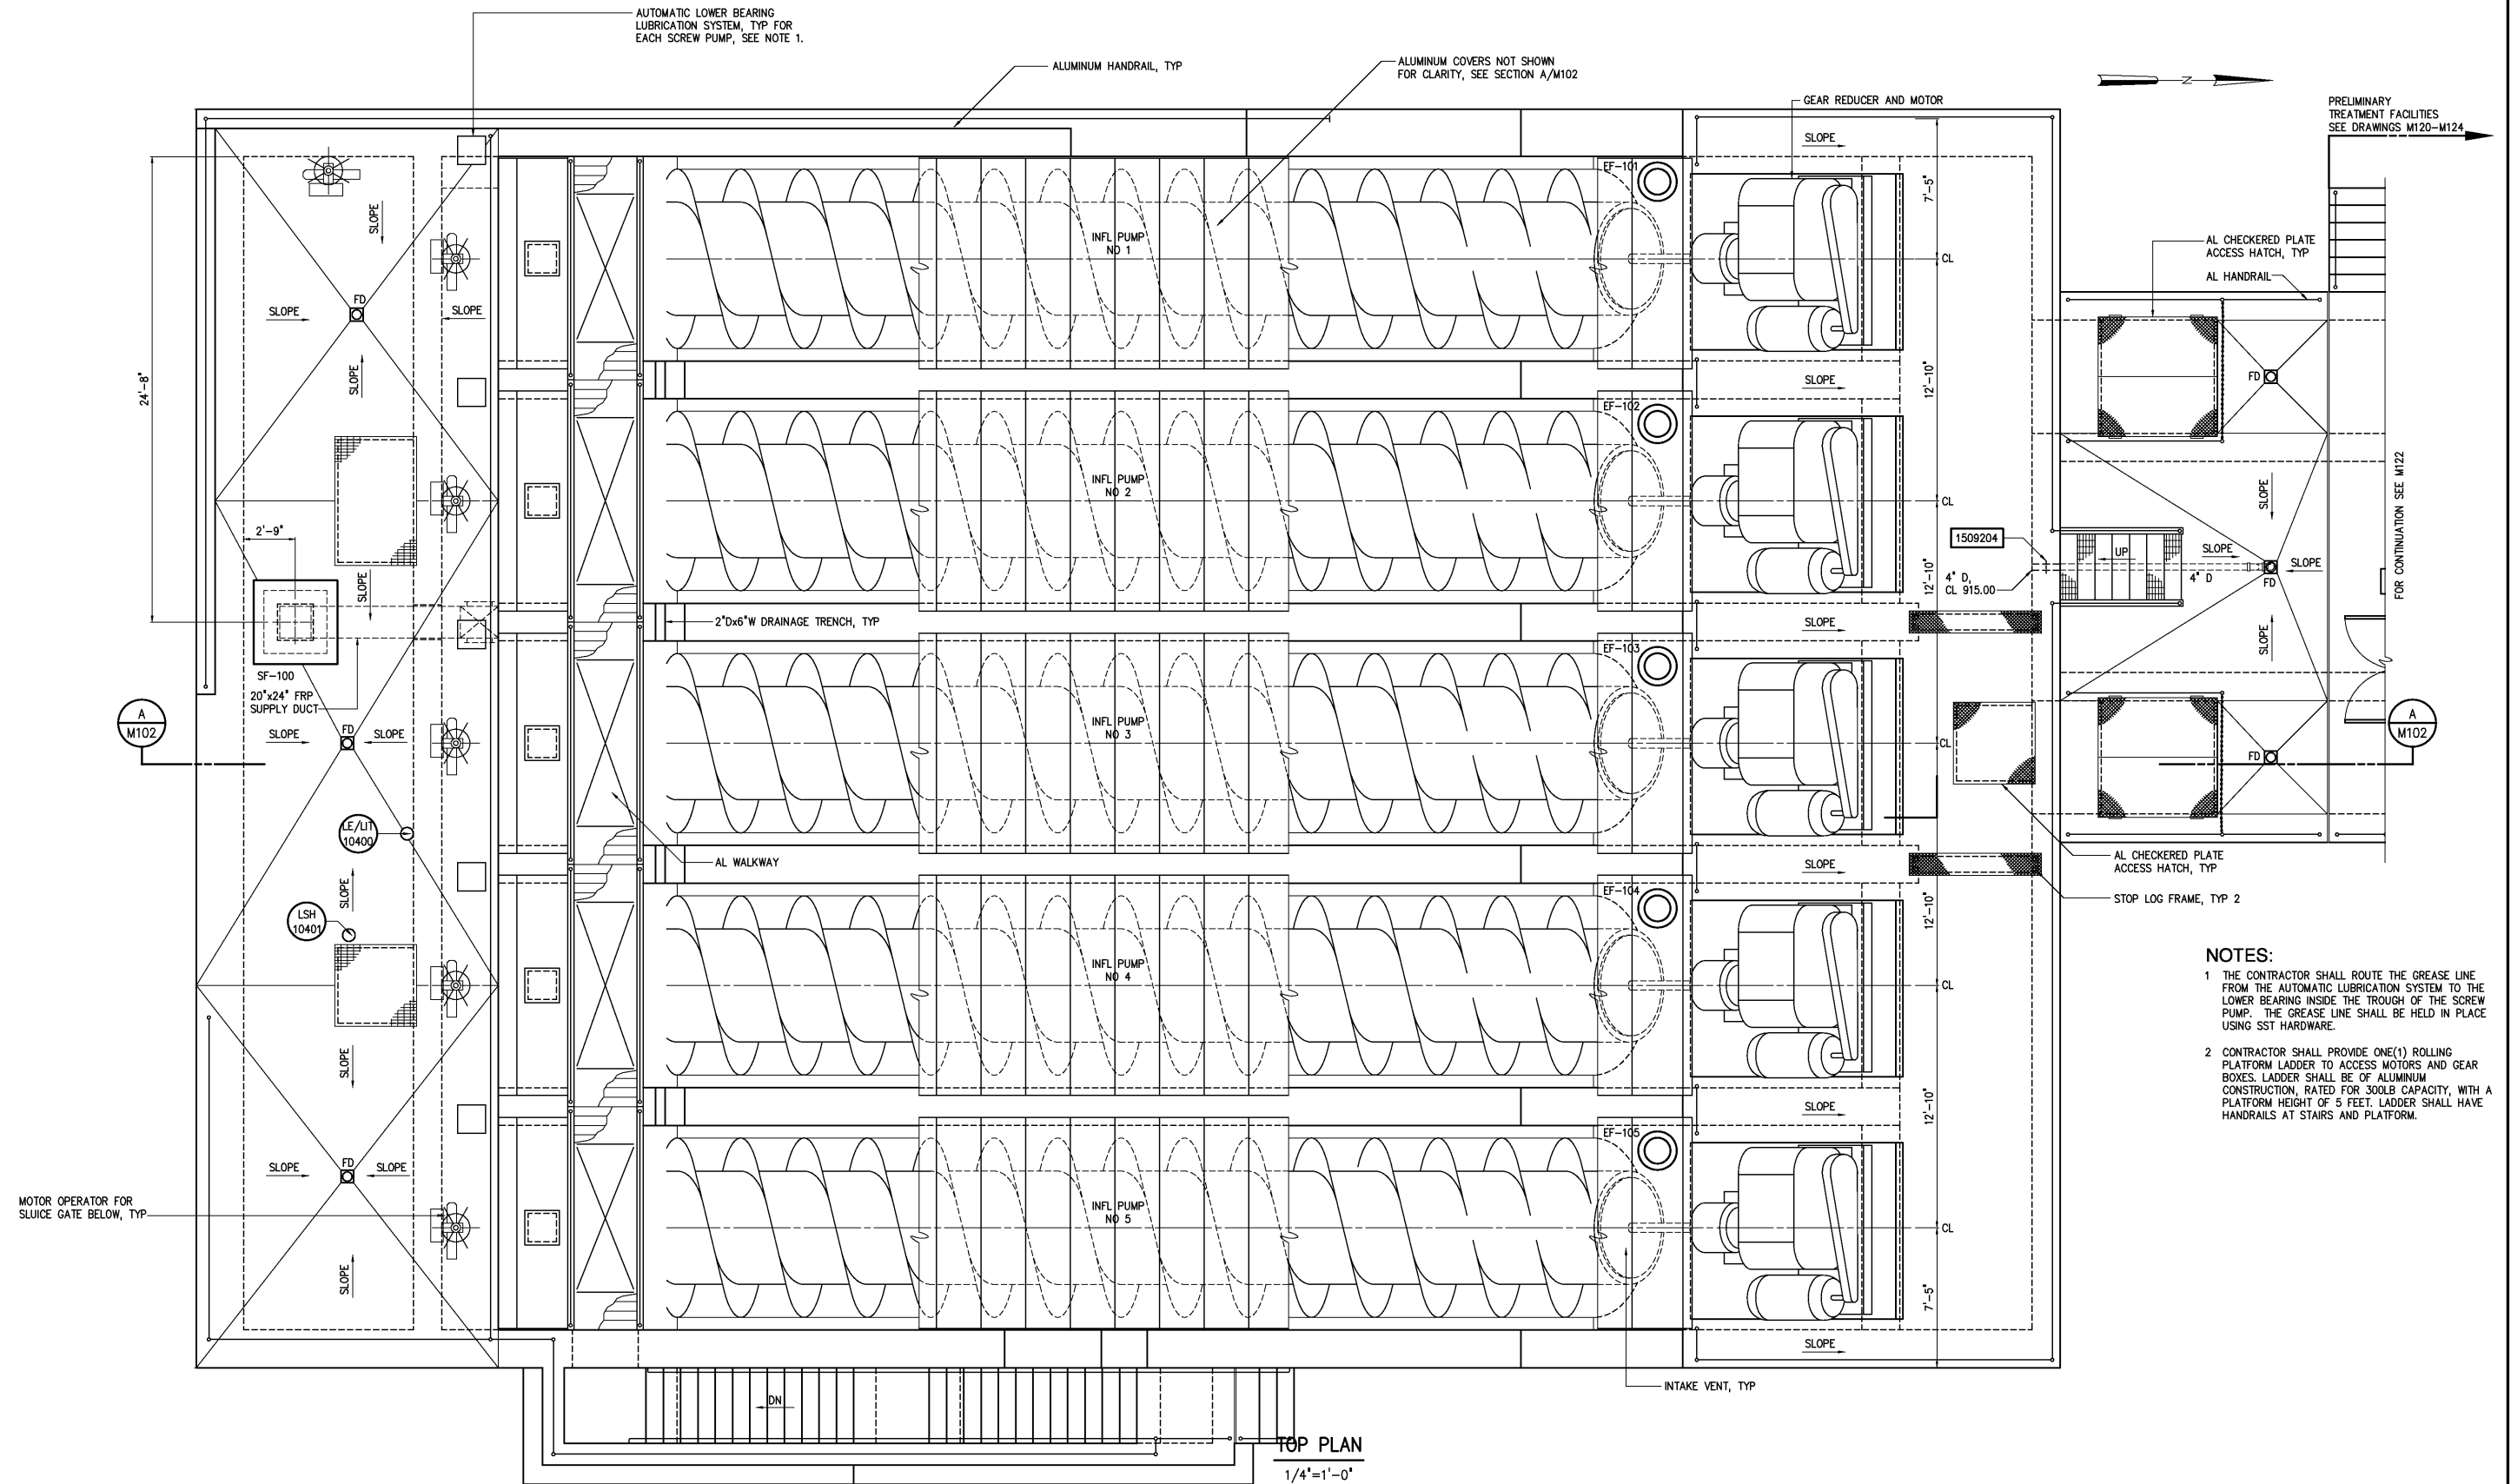 AUTOMATIC LOWER BEARING
LUBRICATION SYSTEM, TYP FOR
EACH SCREW PUMP, SEE NOTE 1.
ALUMINUM HANDRAIL, TYP
ALUMINUM COVERS NOT SHOWN
FOR CLARITY, SEE SECTION A/M102
GEAR REDUCER AND MOTOR
N
PRELIMINARY
TREATMENT FACILITIES
SEE DRAWINGS M120-M124
SLOPE
EF-101
7'-5"
SLOPE
INFL PUMP
NO 1
CL
AL CHECKERED PLATE
ACCESS HATCH, TYP
AL HANDRAIL
FD
SLOPE
SLOPE
SLOPE
24'-8"
SLOPE
12'-10"
FD
EF-102
INFL PUMP
NO 2
CL
FOR CONTINUATION SEE M122
SLOPE
2'-9"
1509204
4" D,
CL 915.00
12'-10"
UP
SLOPE
4" D
SLOPE
FD
SLOPE
2"Dx6"W DRAINAGE TRENCH, TYP
SLOPE
SLOPE
SF-100
20"x24" FRP
SUPPLY DUCT
EF-103
A
M102
FD
SLOPE
SLOPE
INFL PUMP
NO 3
CL
FD
A
M102
LE/LIT
10400
AL WALKWAY
SLOPE
AL CHECKERED PLATE
ACCESS HATCH, TYP
STOP LOG FRAME, TYP 2
SLOPE
LSH
10401
EF-104
12'-10"
INFL PUMP
NO 4
CL
NOTES:
1 THE CONTRACTOR SHALL ROUTE THE GREASE LINE
FROM THE AUTOMATIC LUBRICATION SYSTEM TO THE
LOWER BEARING INSIDE THE TROUGH OF THE SCREW
PUMP. THE GREASE LINE SHALL BE HELD IN PLACE
USING SST HARDWARE.
2 CONTRACTOR SHALL PROVIDE ONE(1) ROLLING
PLATFORM LADDER TO ACCESS MOTORS AND GEAR
BOXES. LADDER SHALL BE OF ALUMINUM
CONSTRUCTION, RATED FOR 300LB CAPACITY, WITH A
PLATFORM HEIGHT OF 5 FEET. LADDER SHALL HAVE
HANDRAILS AT STAIRS AND PLATFORM.
SLOPE
SLOPE
12'-10"
EF-105
FD
SLOPE
SLOPE
MOTOR OPERATOR FOR
SLUICE GATE BELOW, TYP
INFL PUMP
NO 5
CL
SLOPE
7'-5"
SLOPE
INTAKE VENT, TYP
DN
TOP PLAN
1/4"=1'-0"